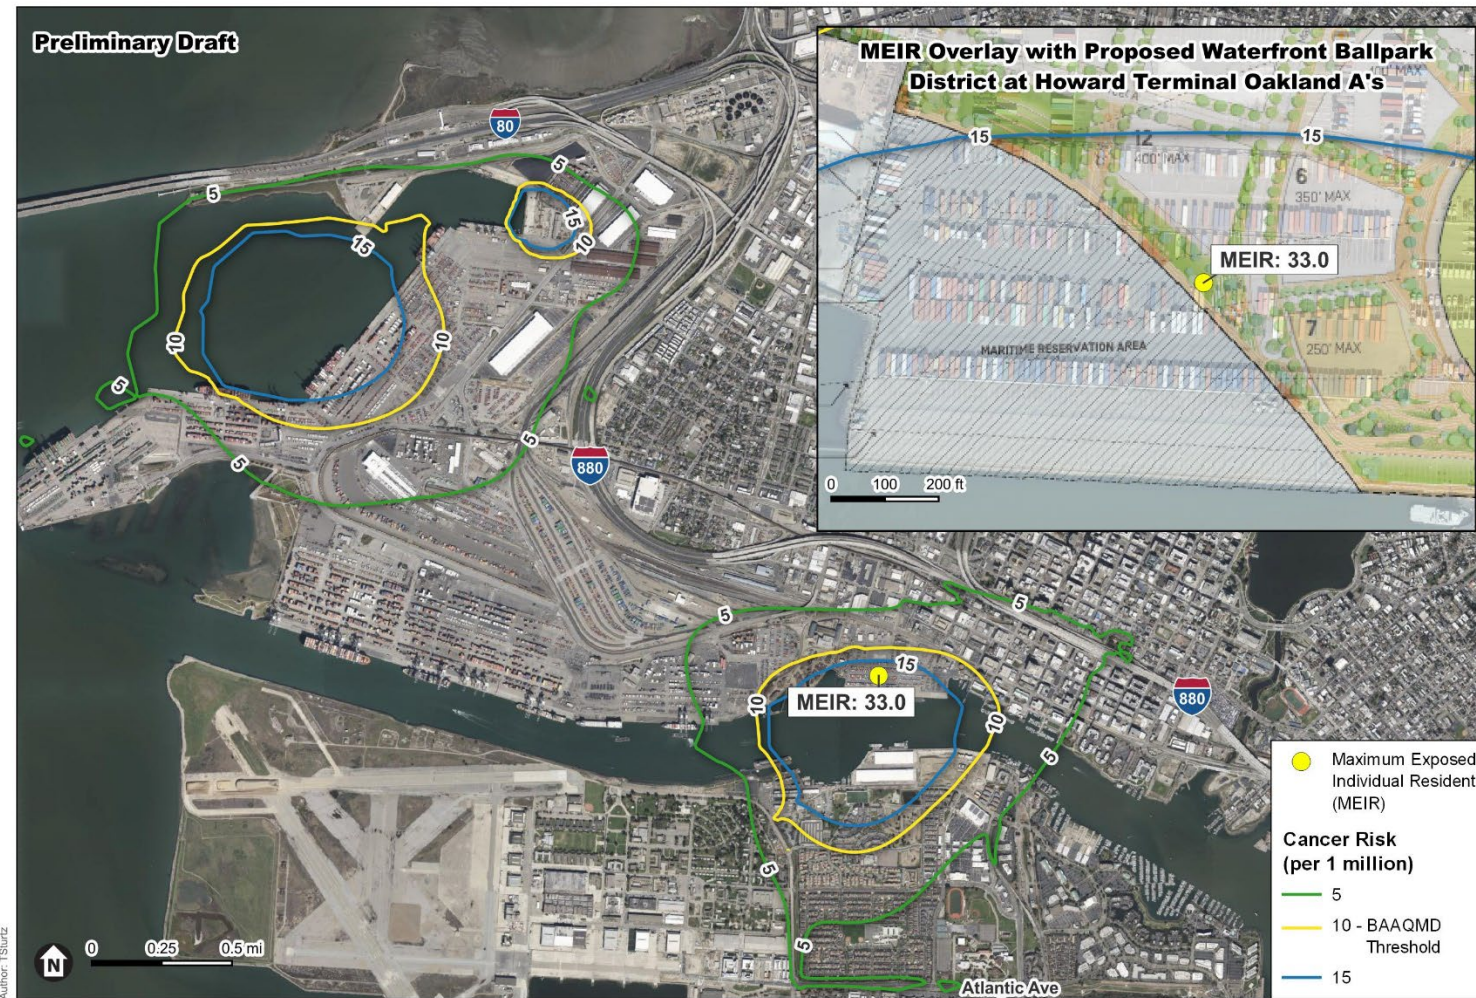 Preliminary Draft
MEIR Overlay with Proposed Waterfront Ballpark
District at Howard Terminal Oakland A's
100' MAX
15
15
12
400' MAX
6
350' MAX
MEIR: 33.0
7
250' MAX
MARITIME RESERVATION AREA
0 100 200 ft
80
5
5
15
10
15
10
10
5
5
5
880
5
5
15
MEIR: 33.0
10
10
880
5
5
5
Atlantic Ave
Maximum Exposed
Individual Resident
(MEIR)
Cancer Risk
(per 1 million)
5
10 - BAAQMD
Threshold
15
N
0 0.25 0.5 mi
Author: TSturtz